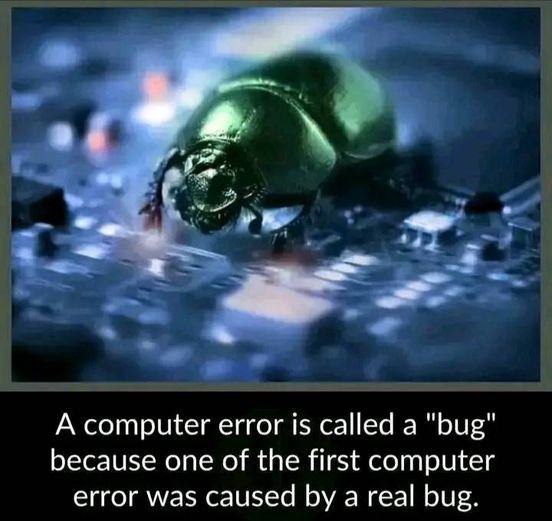 A computer error is called a "bug"
because one of the first computer
error was caused by a real bug.